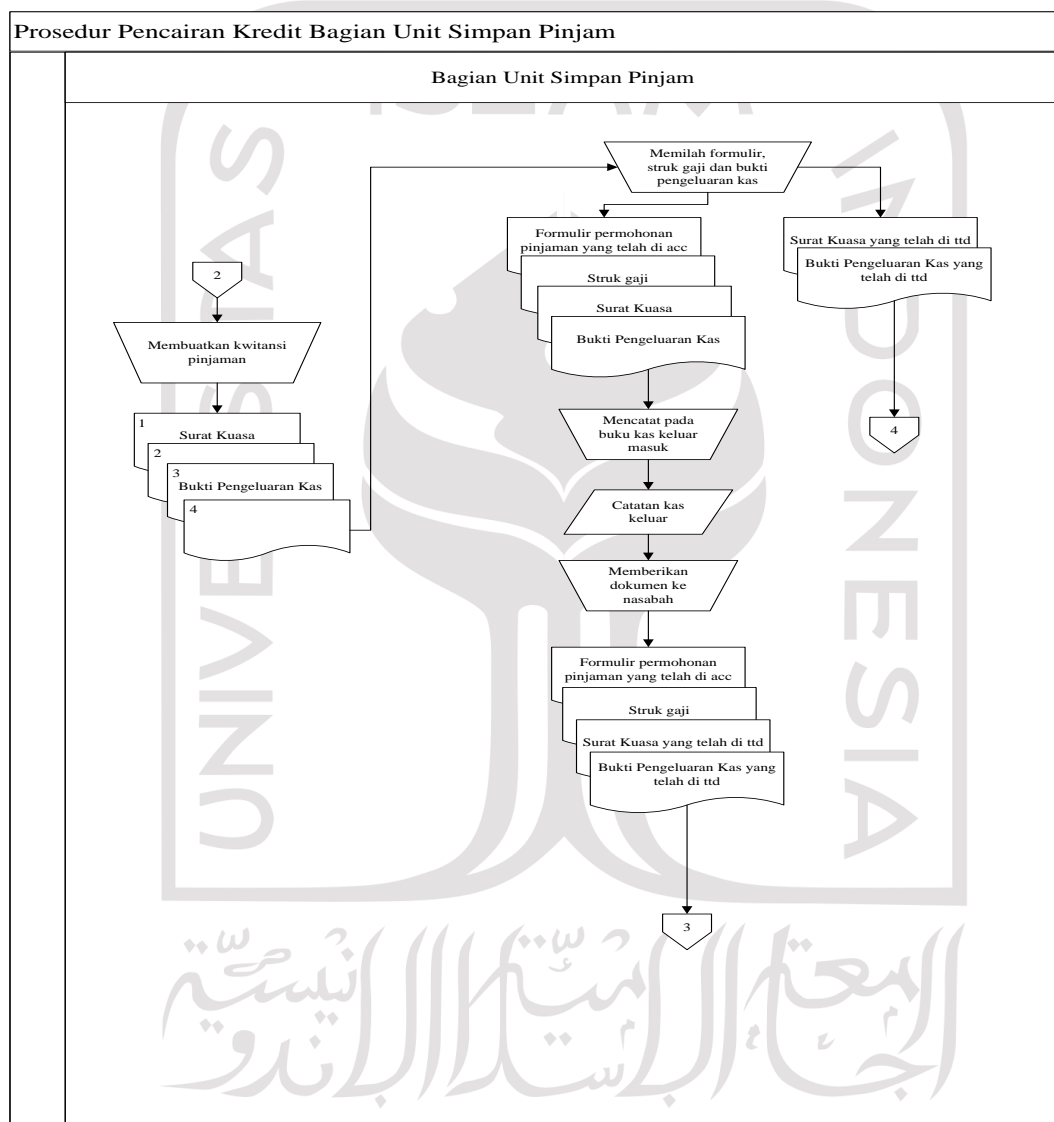 Prosedur Pencairan Kredit Bagian Unit Simpan Pinjam
Bagian Unit Simpan Pinjam
2
Membuatkan kwitansi
pinjaman
1
Surat Kuasa
2
3
Bukti Pengeluaran Kas
4
Memilah formulir,
struk gaji dan bukti
pengeluaran kas
Formulir permohonan
pinjaman yang telah di acc
Struk gaji
Surat Kuasa
Bukti Pengeluaran Kas
Mencatat pada
buku kas keluar
masuk
Catatan kas
keluar
Memberikan
dokumen ke
nasabah
Formulir permohonan
pinjaman yang telah di acc
Struk gaji
Surat Kuasa yang telah di ttd
Bukti Pengeluaran Kas yang
telah di ttd
3
Surat Kuasa yang telah di ttd
Bukti Pengeluaran Kas yang
telah di ttd
4
UNIVERSITAS
ISLAM
INDONESIA